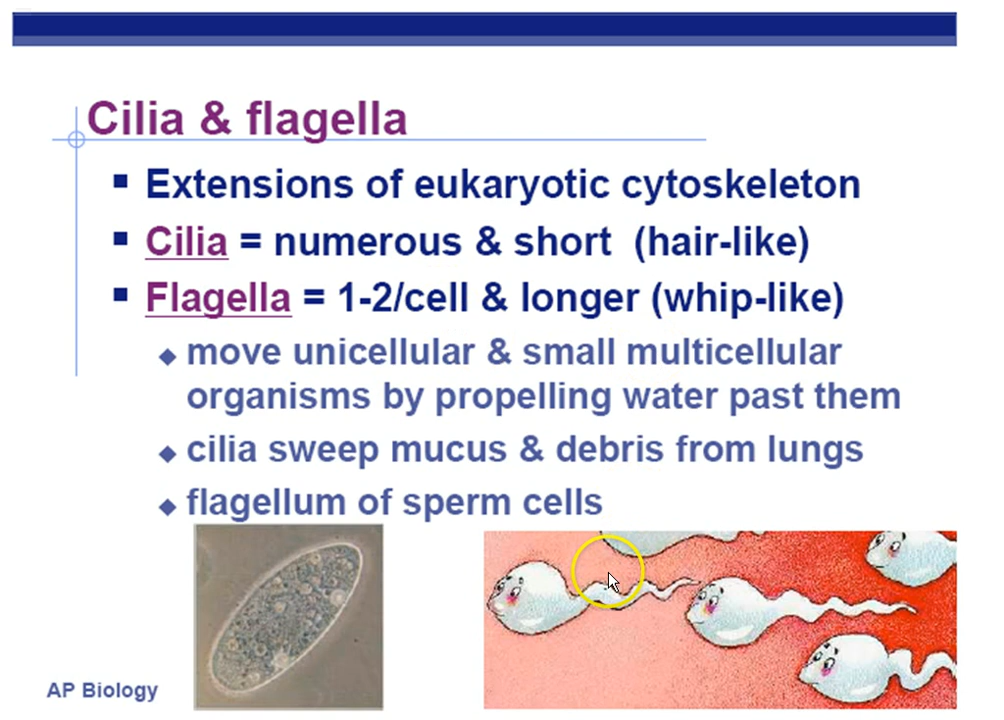 Cilia & flagella
Extensions of eukaryotic cytoskeleton
Cilia = numerous & short (hair-like)
Flagella = 1-2/cell & longer (whip-like)
move unicellular & small multicellular
organisms by propelling water past them
cilia sweep mucus & debris from lungs
flagellum of sperm cells
AP Biology